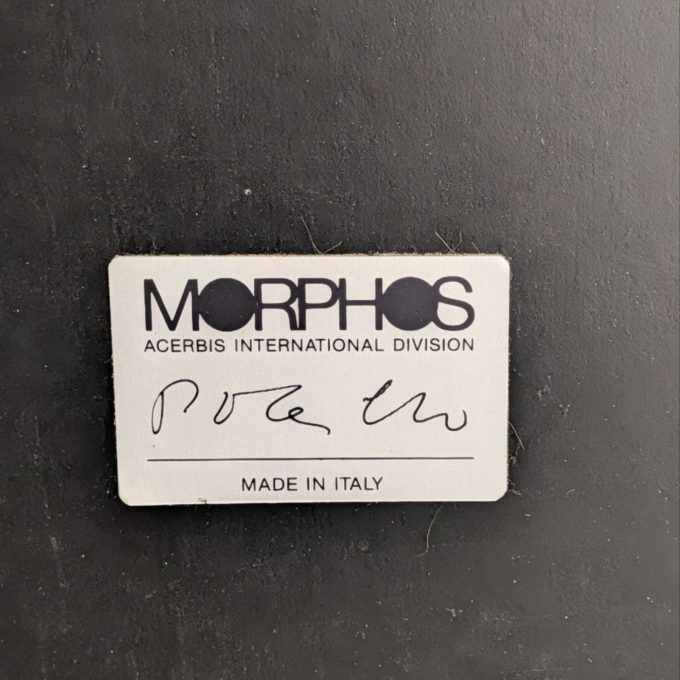 MORPHOS
ACERBIS INTERNATIONAL DIVISION
MADE IN ITALY